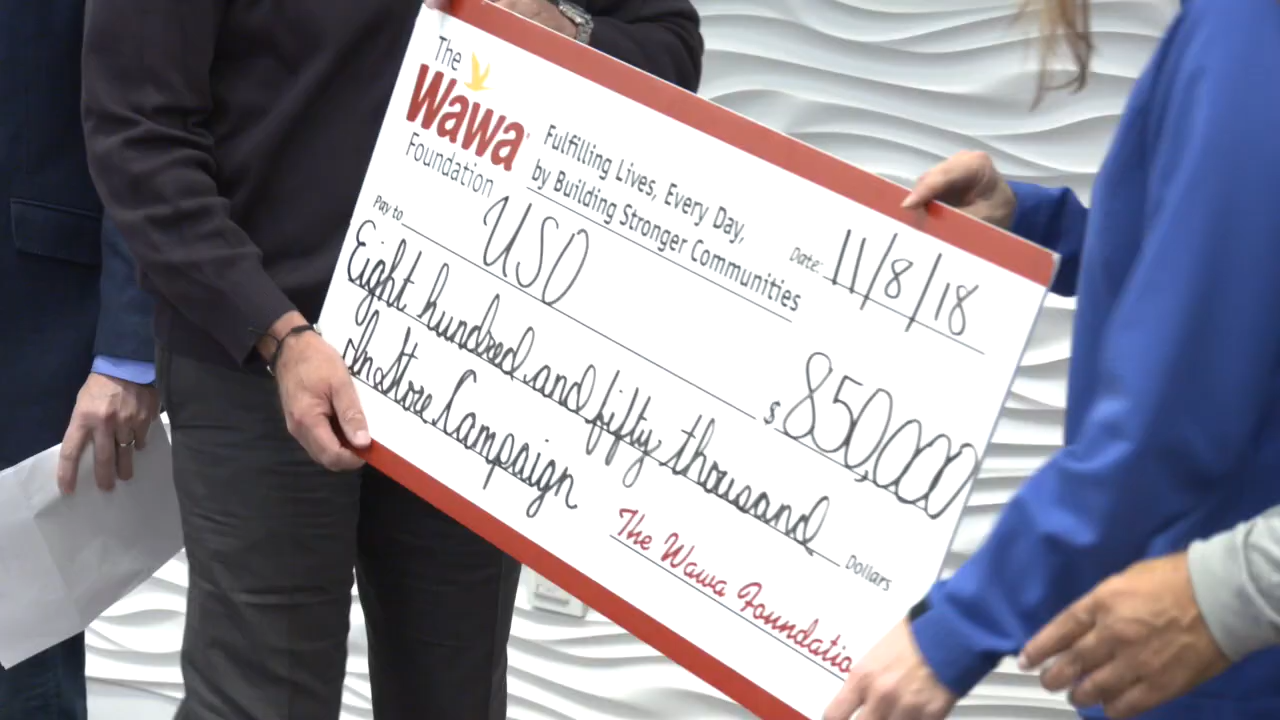 The
Wawa
Foundation
Fulfilling Lives, Every Day,
by Building Stronger Communities
Date: 11/8/18
Pay to USO
$ 850,000
Eight hundred and fifty thousand Dollars
In Store Campaign
The Wawa Foundation